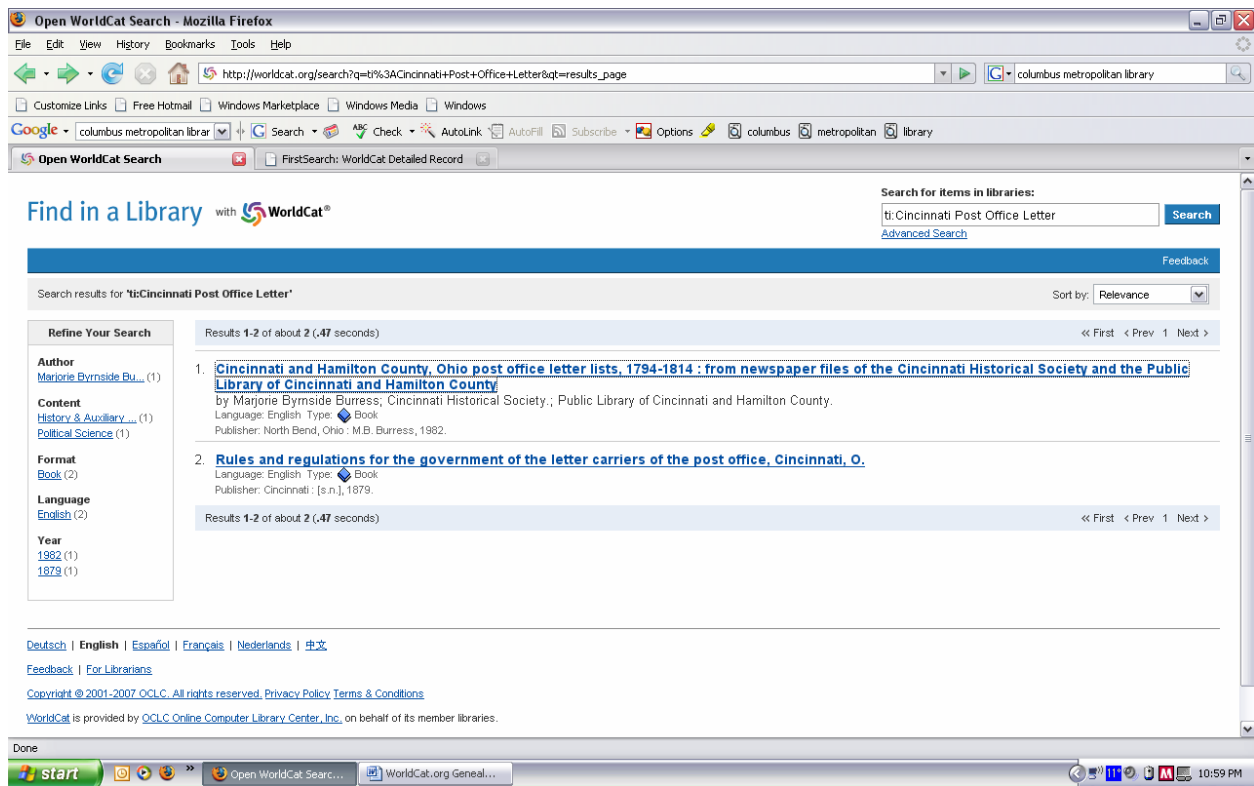 Open WorldCat Search - Mozilla Firefox
File Edit View History Bookmarks Tools Help
http://worldcat.org/search?q=ti%3ACincinnati+Post+Office+Letter&qt=results_page
columbus metropolitan library
Customize Links Free Hotmail Windows Marketplace Windows Media Windows
Google columbus metropolitan librar Search Check AutoLink AutoFill Subscribe Options columbus metropolitan library
Open WorldCat Search FirstSearch: WorldCat Detailed Record
Find in a Library with WorldCat®
Search for items in libraries:
ti:Cincinnati Post Office Letter Search
Advanced Search
Feedback
Search results for 'ti:Cincinnati Post Office Letter' Sort by: Relevance
Refine Your Search
Author
Marjorie Byrnside Bu... (1)
Content
History & Auxiliary ... (1)
Political Science (1)
Format
Book (2)
Language
English (2)
Year
1982 (1)
1879 (1)
Results 1-2 of about 2 (.47 seconds) « First < Prev 1 Next >
1. Cincinnati and Hamilton County, Ohio post office letter lists, 1794-1814 : from newspaper files of the Cincinnati Historical Society and the Public
Library of Cincinnati and Hamilton County
by Marjorie Byrnside Burress; Cincinnati Historical Society.; Public Library of Cincinnati and Hamilton County.
Language: English Type: Book
Publisher: North Bend, Ohio : M.B. Burress, 1982.
2. Rules and regulations for the government of the letter carriers of the post office, Cincinnati, O.
Language: English Type: Book
Publisher: Cincinnati : [s.n.], 1879.
Results 1-2 of about 2 (.47 seconds) « First < Prev 1 Next >
Deutsch | English | Español | Français | Nederlands | 中文
Feedback | For Librarians
Copyright @ 2001-2007 OCLC. All rights reserved. Privacy Policy Terms & Conditions
WorldCat is provided by OCLC Online Computer Library Center, Inc. on behalf of its member libraries.
Done
start Open WorldCat Searc... WorldCat.org Geneal... 11° 10:59 PM